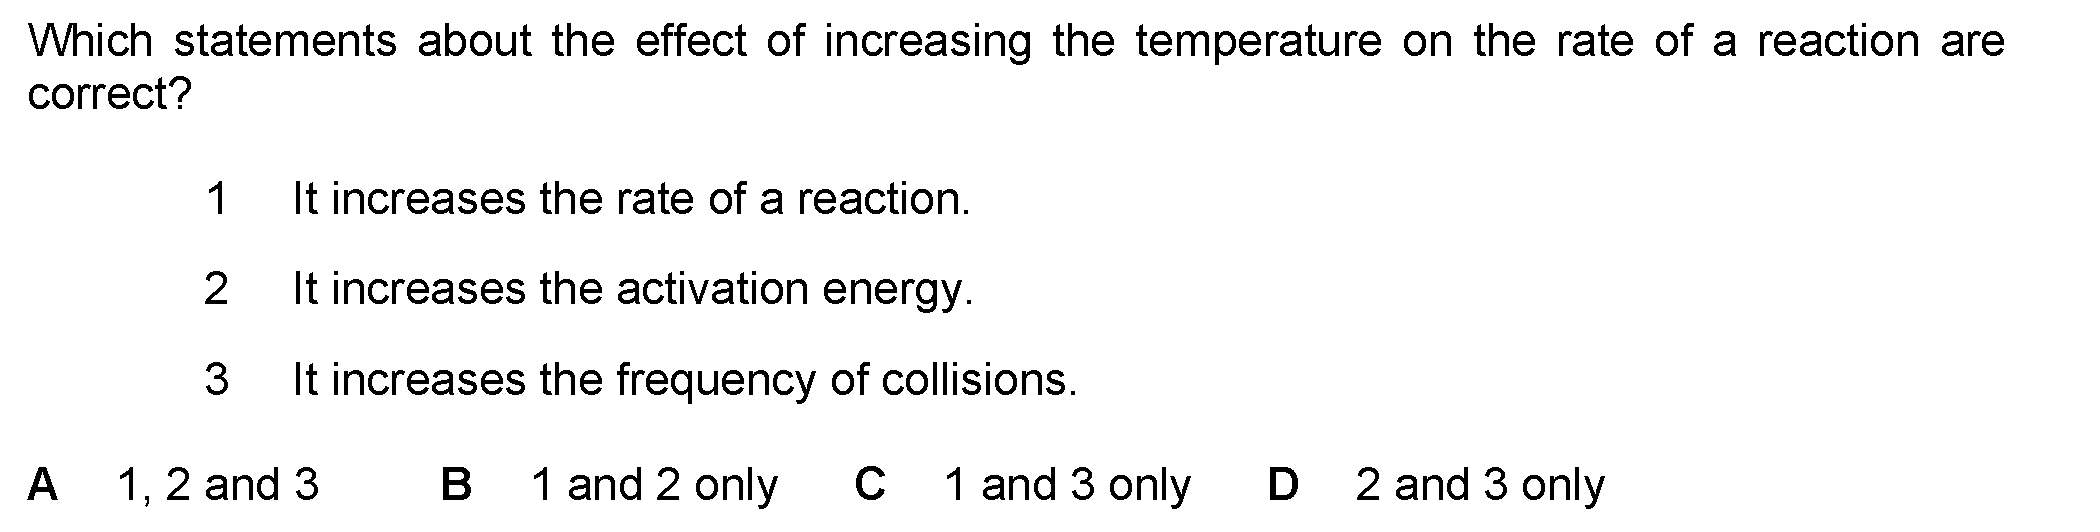 Which statements about the effect of increasing the temperature on the rate of a reaction are
correct?
1 It increases the rate of a reaction.
2 It increases the activation energy.
3 It increases the frequency of collisions.
A 1, 2 and 3 B 1 and 2 only C 1 and 3 only D 2 and 3 only